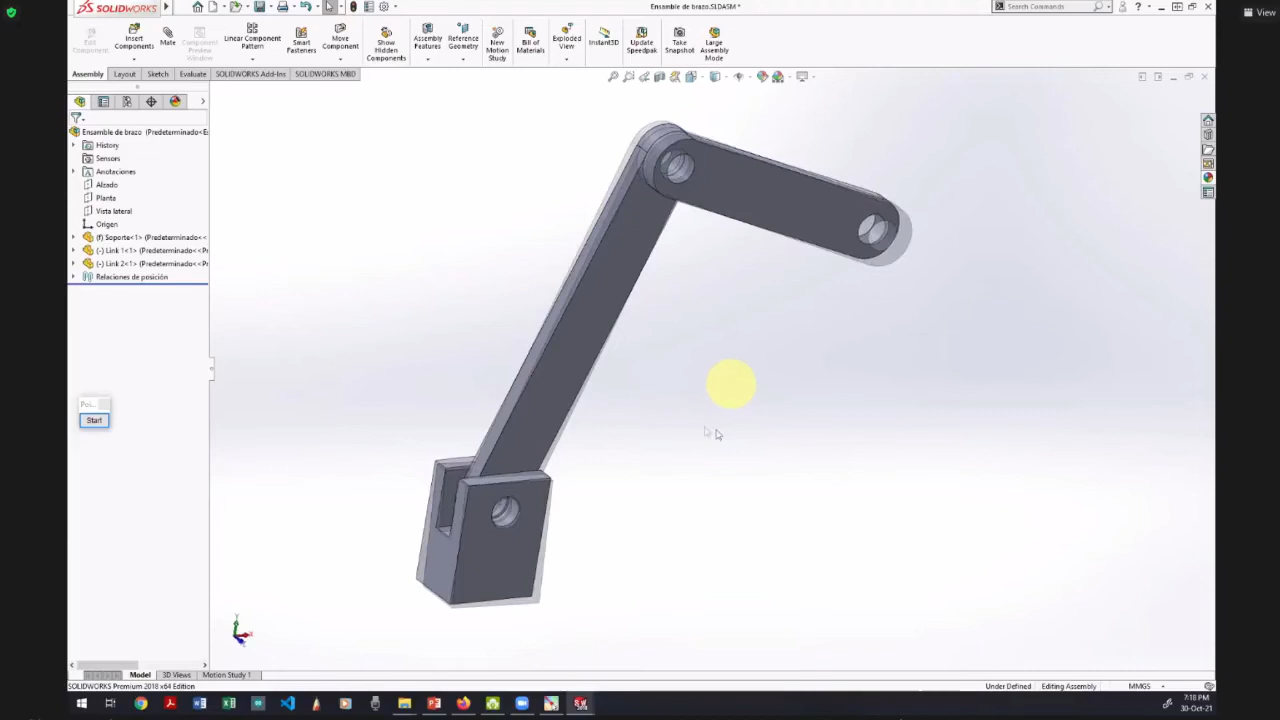 SOLIDWORKS
Ensamble de brazo.SLDASM *
Search Commands
View
Edit Component
Insert Components
Mate
Component Preview Window
Linear Component Pattern
Smart Fasteners
Move Component
Show Hidden Components
Assembly Features
Reference Geometry
New Motion Study
Bill of Materials
Exploded View
Instant3D
Update Speedpak
Take Snapshot
Large Assembly Mode
Assembly Layout Sketch Evaluate SOLIDWORKS Add-Ins SOLIDWORKS MBD
Ensamble de brazo (Predeterminado<E
History
Sensors
Anotaciones
Alzado
Planta
Vista lateral
Origen
(f) Soporte<1> (Predeterminado<<
(-) Link 1<1> (Predeterminado<<P
(-) Link 2<1> (Predeterminado<<P
Relaciones de posición
Poi...
Start
Model 3D Views Motion Study 1
SOLIDWORKS Premium 2018 x64 Edition
Under Defined Editing Assembly MMGS
7:18 PM
30-Oct-21